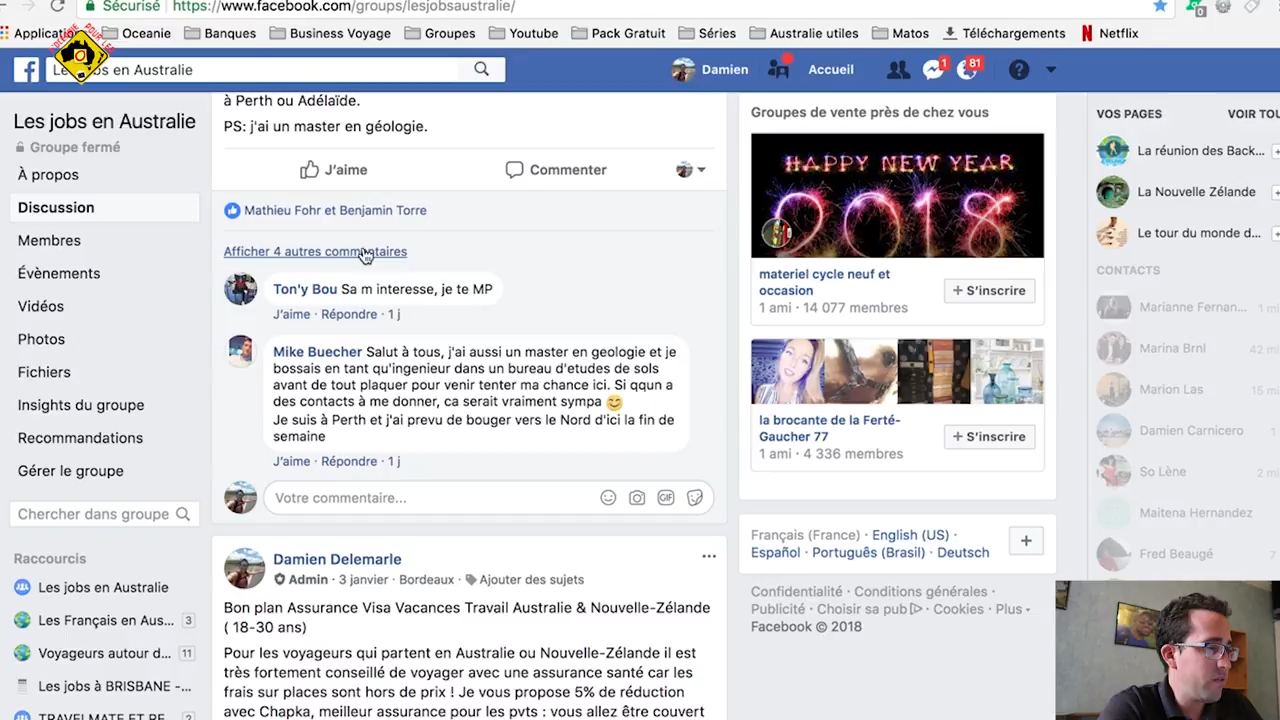 Sécurisé https://www.facebook.com/groups/lesjobsaustralie/
Oceanie Banques Business Voyage Groupes Youtube Pack Gratuit Séries Australie utiles Matos Téléchargements Netflix
Les jobs en Australie
Damien Accueil 1 81
Les jobs en Australie
Groupe fermé
À propos
Discussion
Membres
Évènements
Vidéos
Photos
Fichiers
Insights du groupe
Recommandations
Gérer le groupe
Chercher dans groupe
Raccourcis
Les jobs en Australie
Les Français en Aus... 3
Voyageurs autour d... 11
Les jobs à BRISBANE -...
TRAVELMATE ET RE... 2
à Perth ou Adélaïde.
PS: j'ai un master en géologie.
J'aime Commenter
Mathieu Fohr et Benjamin Torre
Afficher 4 autres commentaires
Ton'y Bou Sa m interesse, je te MP
J'aime · Répondre · 1 j
Mike Buecher Salut à tous, j'ai aussi un master en geologie et je
bossais en tant qu'ingenieur dans un bureau d'etudes de sols
avant de tout plaquer pour venir tenter ma chance ici. Si qqun a
des contacts à me donner, ca serait vraiment sympa 😊
Je suis à Perth et j'ai prevu de bouger vers le Nord d'ici la fin de
semaine
J'aime · Répondre · 1 j
Votre commentaire...
GIF
Damien Delemarle
Admin · 3 janvier · Bordeaux · Ajouter des sujets
Bon plan Assurance Visa Vacances Travail Australie & Nouvelle-Zélande
( 18-30 ans)
Pour les voyageurs qui partent en Australie ou Nouvelle-Zélande il est
très fortement conseillé de voyager avec une assurance santé car les
frais sur places sont hors de prix ! Je vous propose 5% de réduction
avec Chapka, meilleur assurance pour les pvts : vous allez être couvert
Groupes de vente près de chez vous
HAPPY NEW YEAR
2018
materiel cycle neuf et
occasion
1 ami · 14 077 membres
+ S'inscrire
la brocante de la Ferté-
Gaucher 77
1 ami · 4 336 membres
+ S'inscrire
Français (France) · English (US) ·
Español · Português (Brasil) · Deutsch
+
Confidentialité · Conditions générales ·
Publicité · Choisir sa pub · Cookies · Plus
Facebook © 2018
VOS PAGES VOIR TOU
La réunion des Back...
La Nouvelle Zélande
Le tour du monde d...
CONTACTS
Marianne Fernan... 1 m
Marina Brnl 42 mi
Marion Las 15 mi
Damien Carnicero
So Lène
Maitena Hernandez
Fred Beaugé